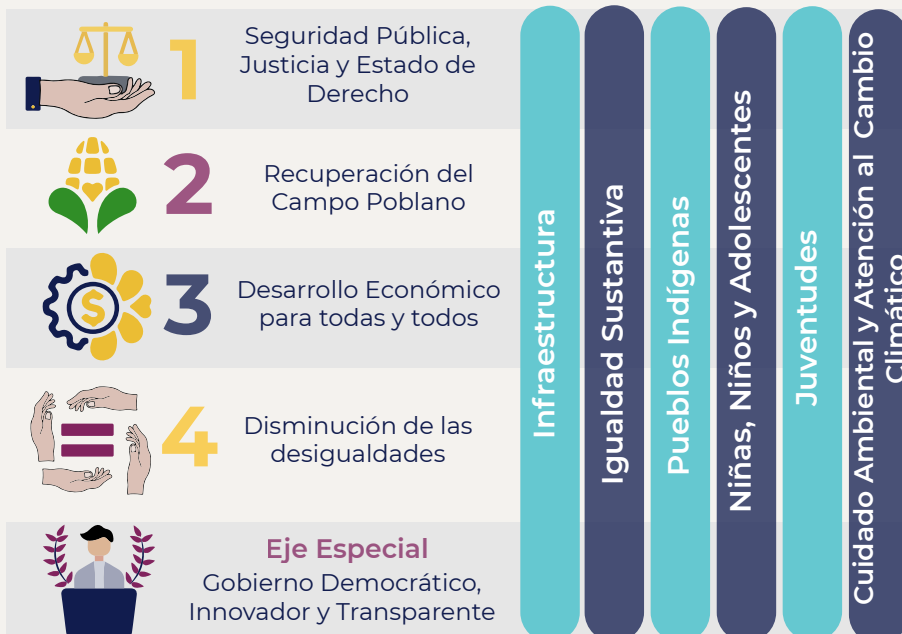 1
Seguridad Pública,
Justicia y Estado de
Derecho
2
Recuperación del
Campo Poblano
3
$
Desarrollo Económico
para todas y todos
4
Disminución de las
desigualdades
Eje Especial
Gobierno Democrático,
Innovador y Transparente
Infraestructura
Igualdad Sustantiva
Pueblos Indígenas
Niñas, Niños y Adolescentes
Juventudes
Cuidado Ambiental y Atención al Cambio
Climático